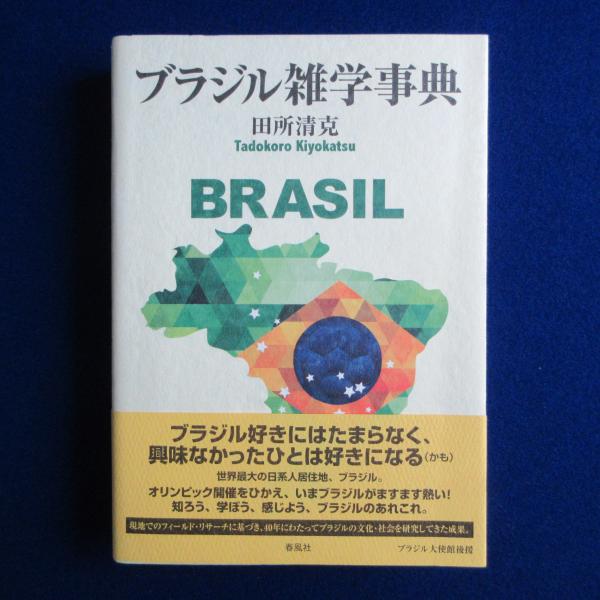 ブラジル雑学事典
田所清克
Tadokoro Kiyokatsu
BRASIL
ブラジル好きにはたまらなく、
興味なかったひとは好きになる(かも)
世界最大の日系人居住地、ブラジル。
オリンピック開催をひかえ、いまブラジルがますます熱い!
知ろう、学ぼう、感じよう、ブラジルのあれこれ。
現地でのフィールド・リサーチに基づき、40年にわたってブラジルの文化・社会を研究してきた成果。
春風社
ブラジル大使館後援